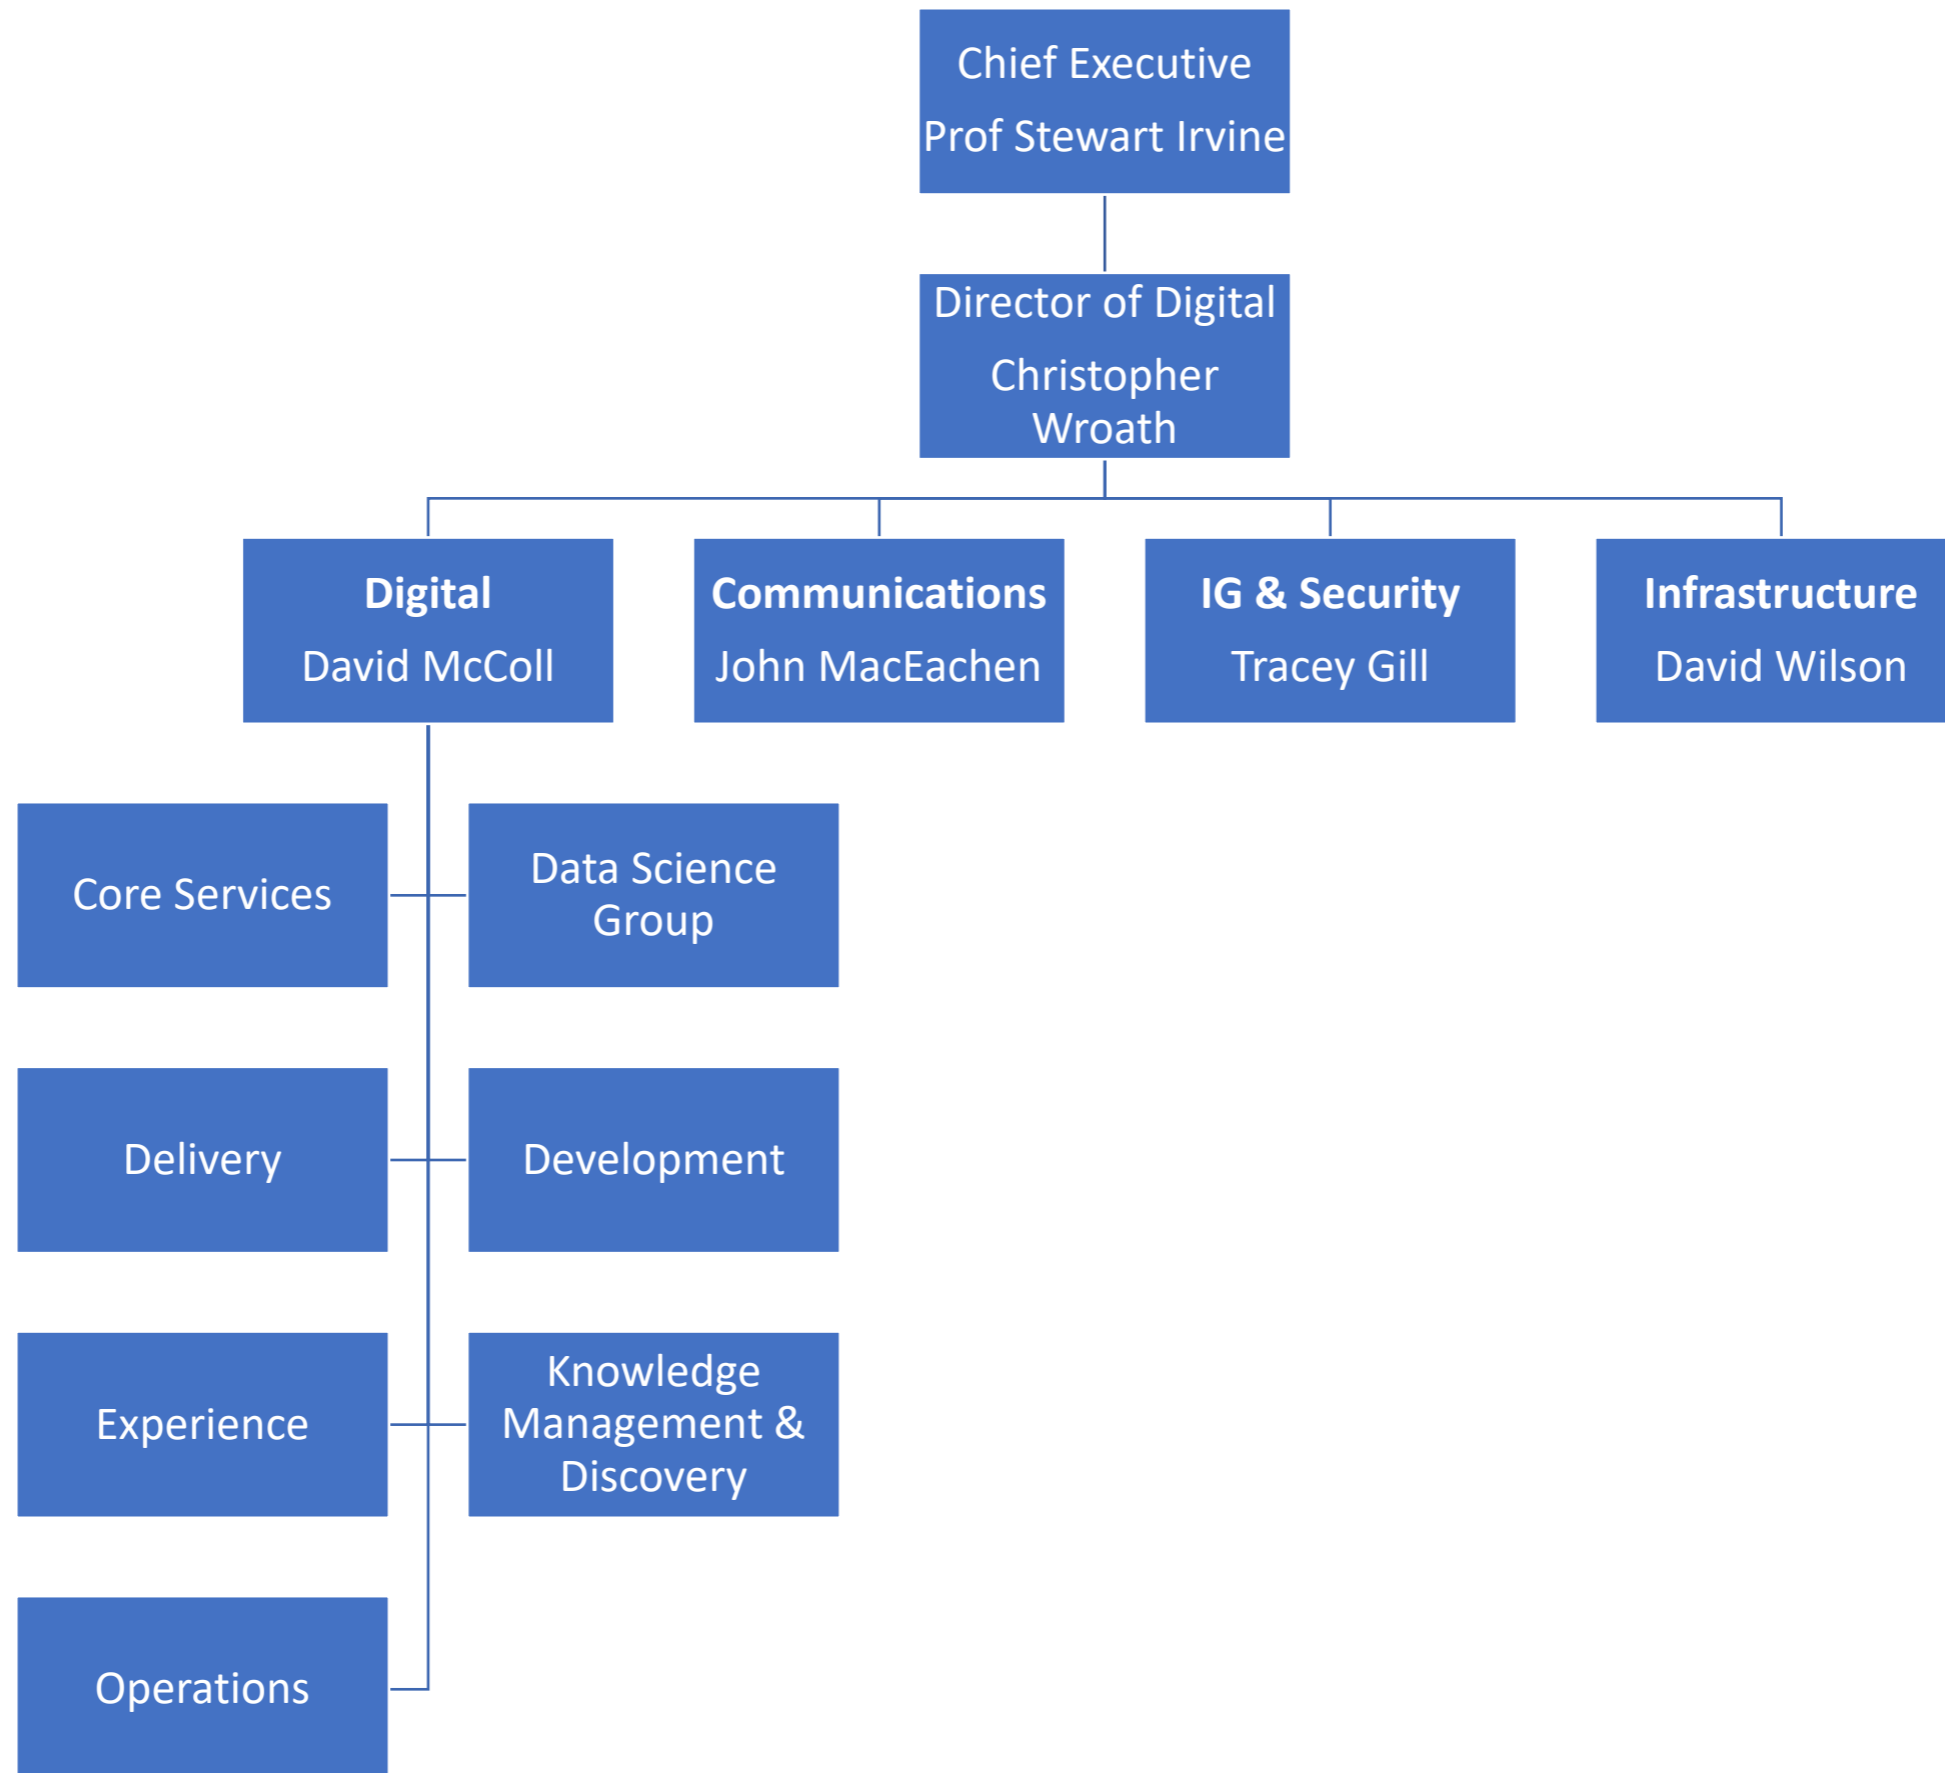 Chief Executive
Prof Stewart Irvine
Director of Digital
Christopher
Wroath
Digital
David McColl
Communications
John MacEachen
IG & Security
Tracey Gill
Infrastructure
David Wilson
Core Services
Data Science
Group
Delivery
Development
Experience
Knowledge
Management &
Discovery
Operations